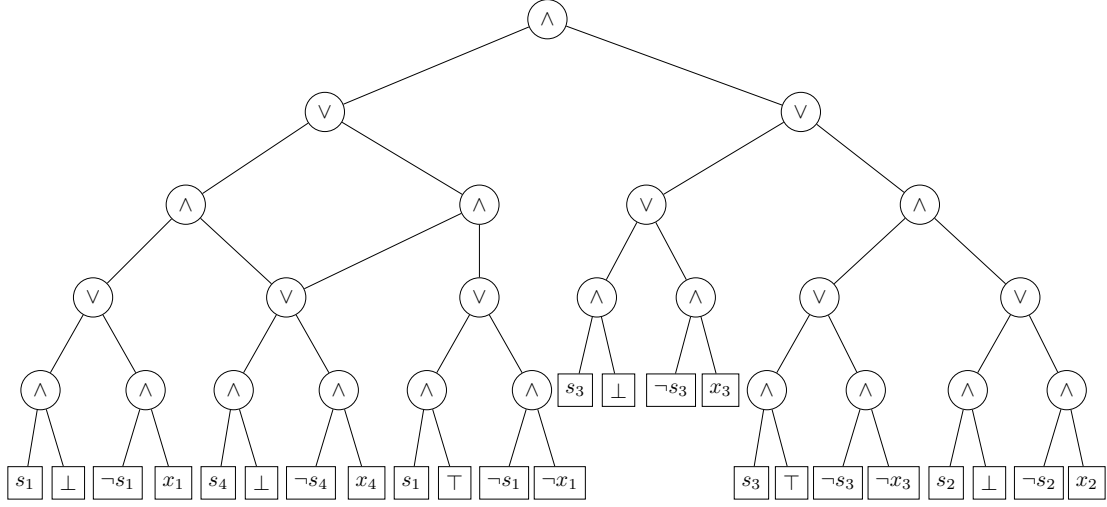 ∧
∨ ∨
∧ ∧ ∨ ∧
∨ ∨ ∨ ∧ ∧ ∨ ∨
∧ ∧ ∧ ∧ ∧ ∧ s₃ ⊥ ¬s₃ x₃ ∧ ∧ ∧ ∧
s₁ ⊥ ¬s₁ x₁ s₄ ⊥ ¬s₄ x₄ s₁ ⊤ ¬s₁ ¬x₁ s₃ ⊤ ¬s₃ ¬x₃ s₂ ⊥ ¬s₂ x₂